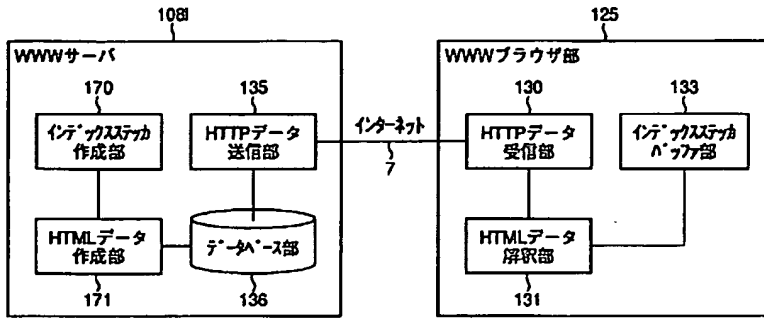 108i
WWWサーバ
170
インデックスステッカ
作成部
135
HTTPデータ
送信部
HTMLデータ
作成部
171
データベース部
136
インターネット
7
125
WWWブラウザ部
130
HTTPデータ
受信部
133
インデックスステッカ
バッファ部
HTMLデータ
解釈部
131